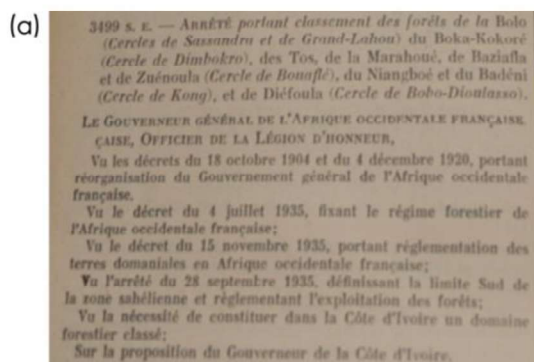 (a)
3499 S. E. — ARRÊTÉ portant classement des forêts de la Bolo
(Cercles de Sassandra et de Grand-Lahou) du Boka-Kokoré
(Cercle de Dimbokro), des Tos, de la Marahoué, de Baziafla
et de Zuénoula (Cercle de Bouaflé), du Niangboé et du Badéni
(Cercle de Kong), et de Diéfoula (Cercle de Bobo-Dioulasso).
LE GOUVERNEUR GÉNÉRAL DE L'AFRIQUE OCCIDENTALE FRANÇAISE
ÇAISE, OFFICIER DE LA LÉGION D'HONNEUR,
Vu les décrets du 18 octobre 1904 et du 4 décembre 1920, portant
réorganisation du Gouvernement général de l'Afrique occidentale
française.
Vu le décret du 4 juillet 1935, fixant le régime forestier de
l'Afrique occidentale française;
Vu le décret du 15 novembre 1935, portant règlementation des
terres domaniales en Afrique occidentale française;
Vu l'arrêté du 28 septembre 1935, définissant la limite Sud de
la zone sahélienne et règlementant l'exploitation des forêts;
Vu la nécessité de constituer dans la Côte d'Ivoire un domaine
forestier classé;
Sur la proposition du Gouverneur de la Côte d'Ivoire,